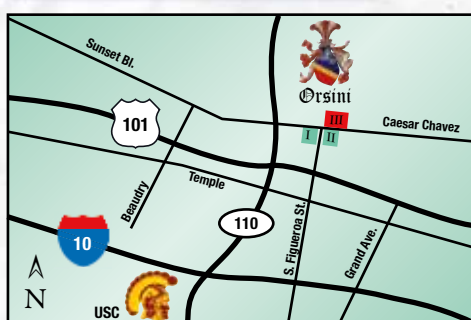 Sunset Bl.
Orsini
101
III
Caesar Chavez
I
II
Beaudry
Temple
110
S. Figueroa St.
Grand Ave.
10
N
USC